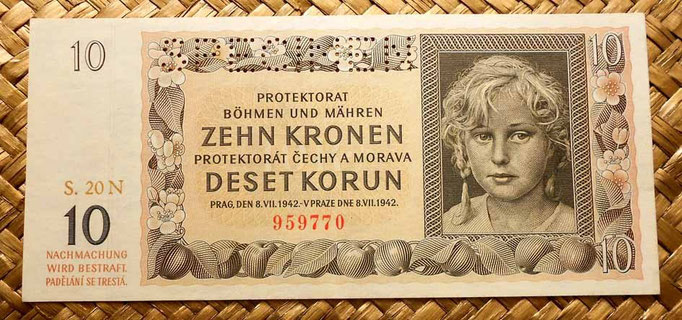 10
SPECIMEN
10
PROTEKTORAT
BÖHMEN UND MÄHREN
ZEHN KRONEN
PROTEKTORÁT ČECHY A MORAVA
DESET KORUN
PRAG, DEN 8.VII.1942.-V PRAZE DNE 8.VII.1942.
959770
S. 20 N
10
NACHMACHUNG
WIRD BESTRAFT.
PADĚLÁNÍ SE TRESTÁ.
10